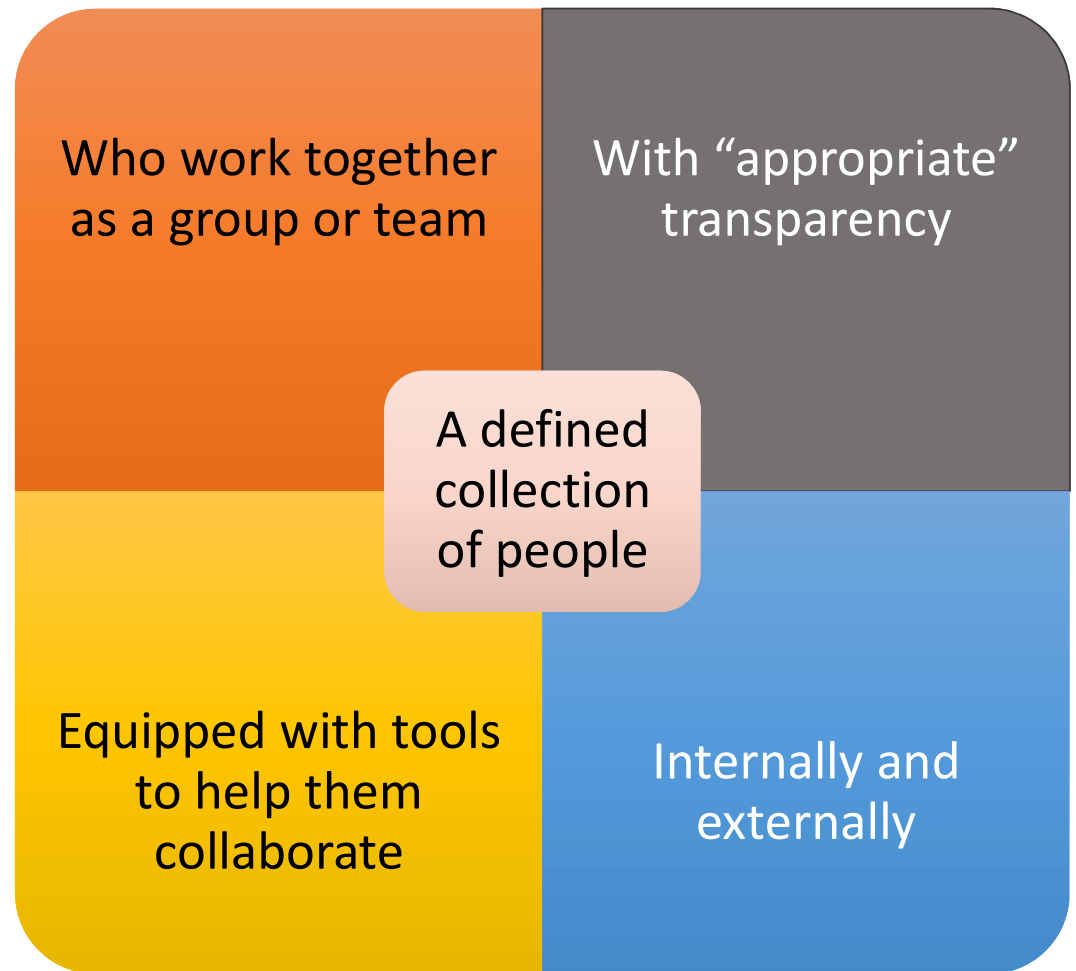 Who work together
as a group or team
With “appropriate”
transparency
A defined
collection
of people
Equipped with tools
to help them
collaborate
Internally and
externally